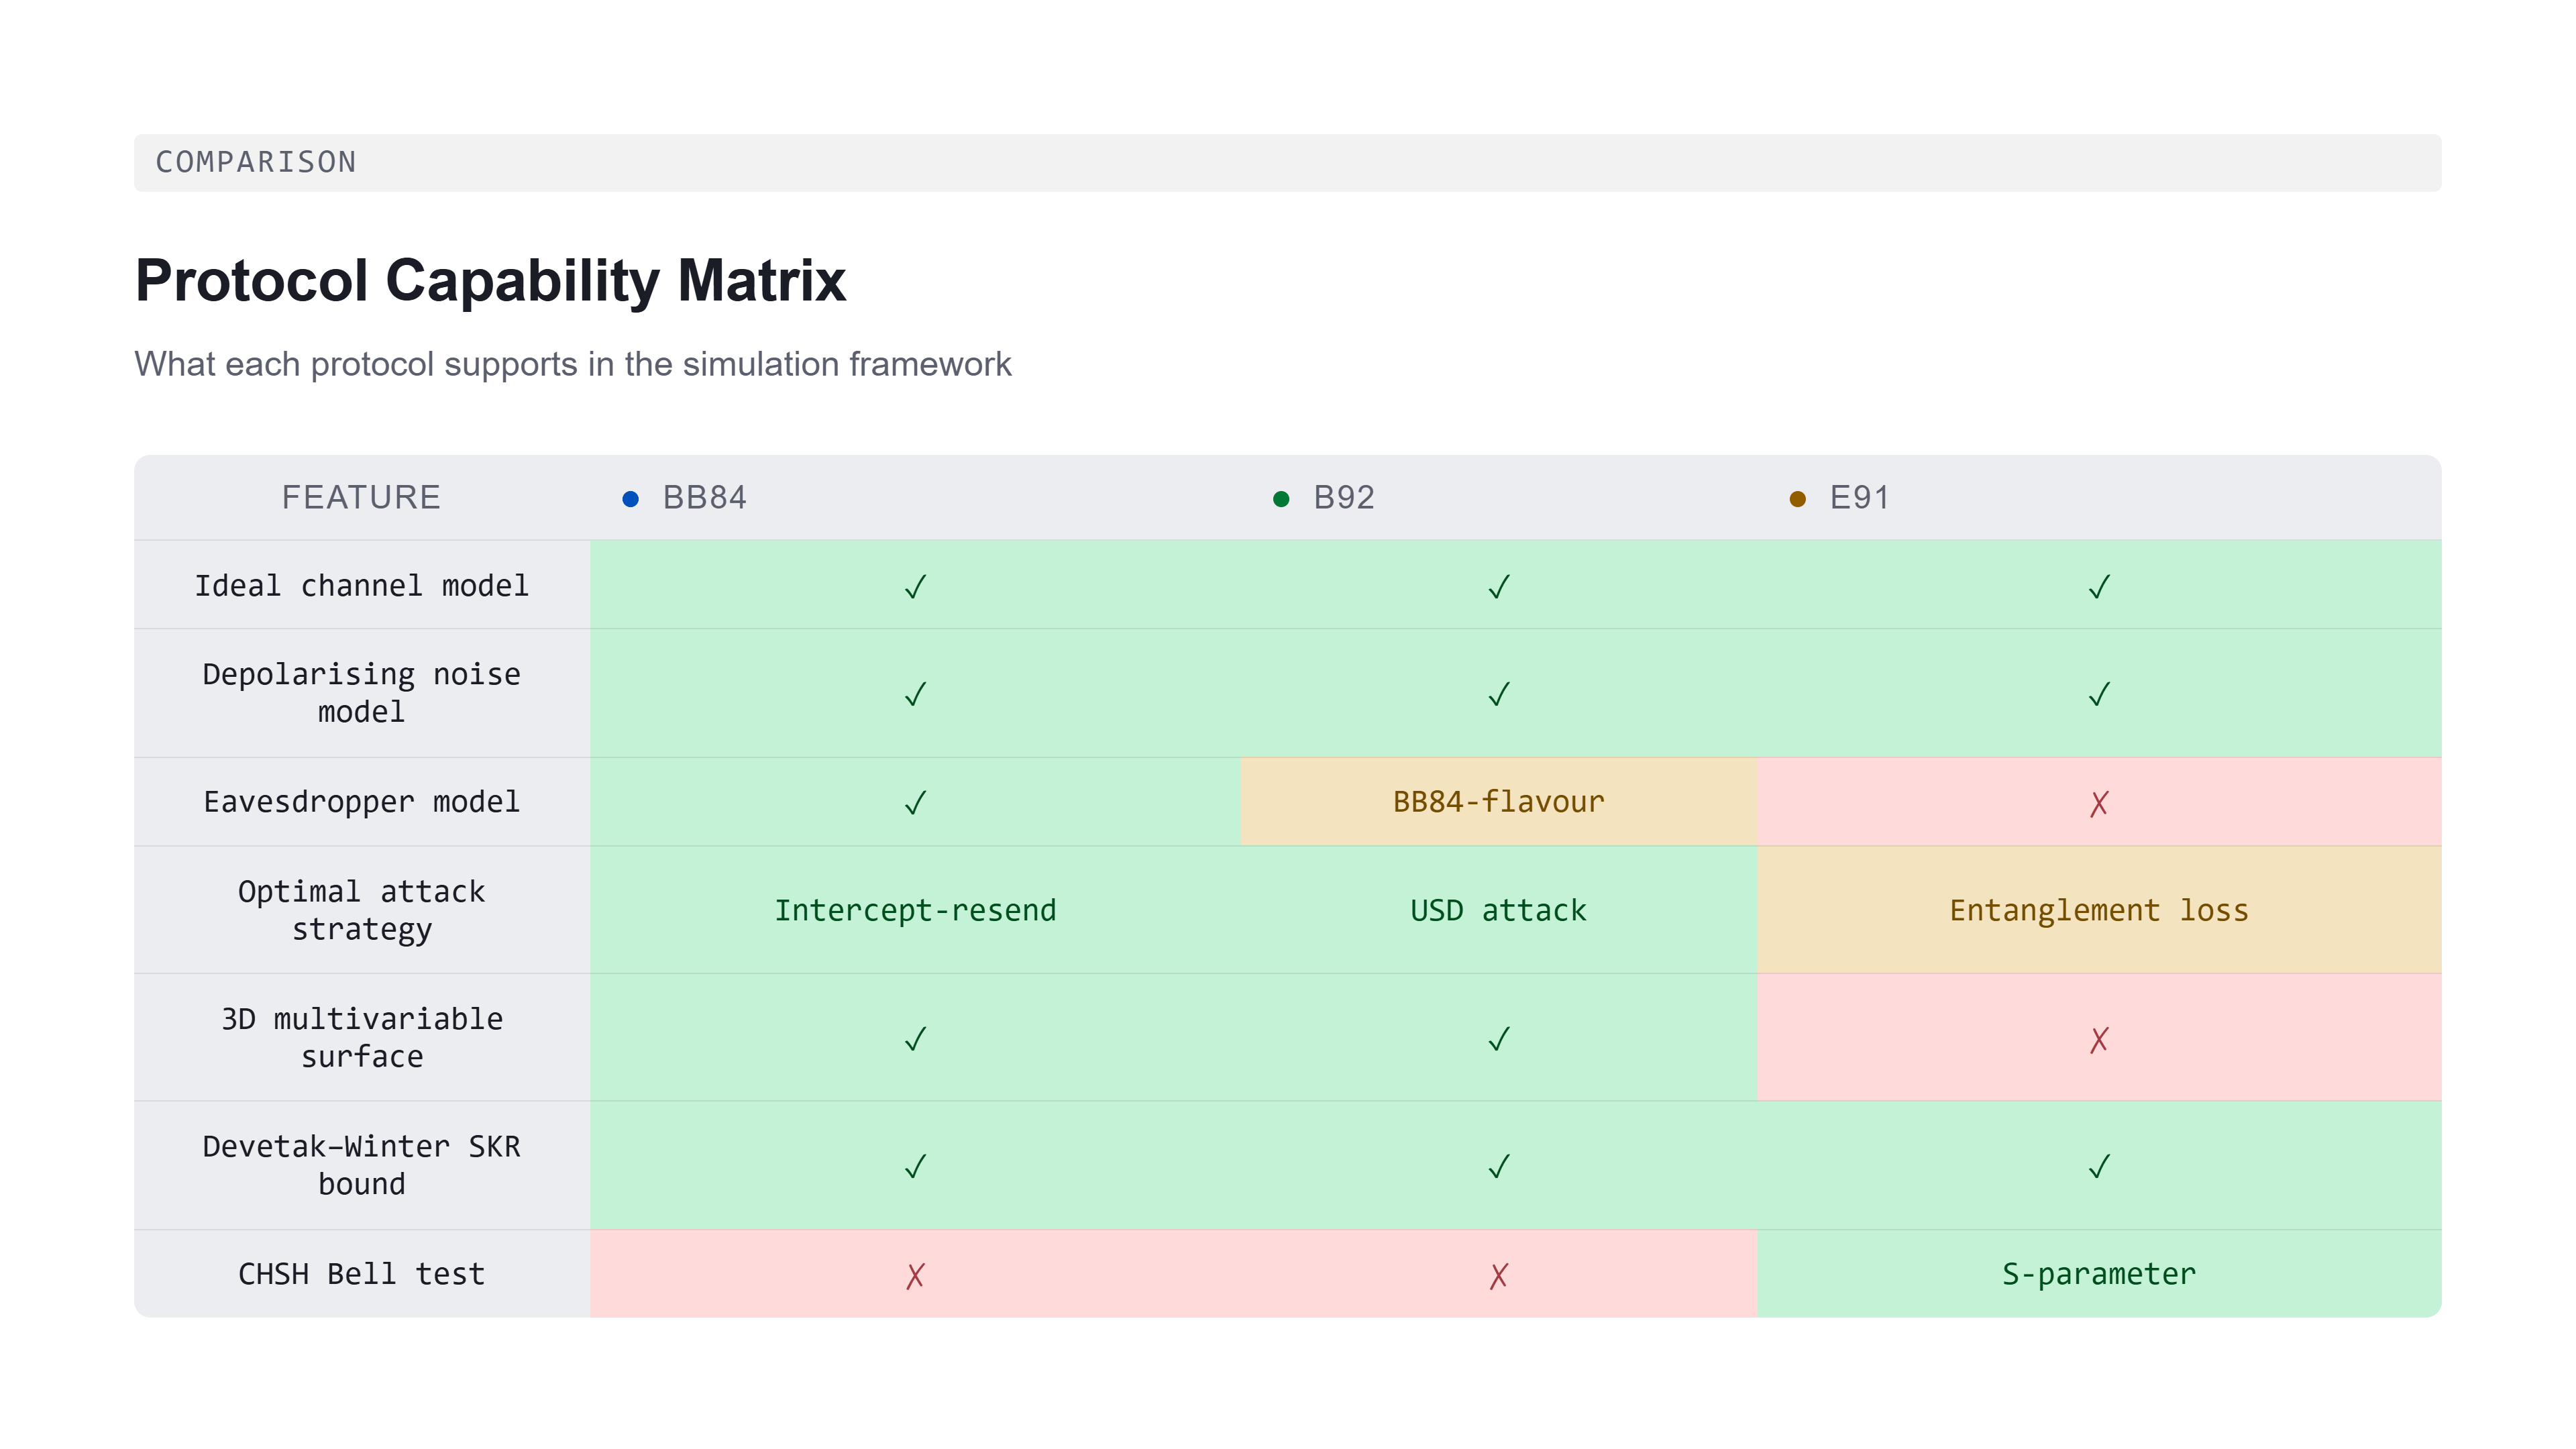 COMPARISON
Protocol Capability Matrix
What each protocol supports in the simulation framework
FEATURE BB84 B92 E91
Ideal channel model ✓ ✓ ✓
Depolarising noise
model ✓ ✓ ✓
Eavesdropper model ✓ BB84-flavour ✗
Optimal attack
strategy Intercept-resend USD attack Entanglement loss
3D multivariable
surface ✓ ✓ ✗
Devetak–Winter SKR
bound ✓ ✓ ✓
CHSH Bell test ✗ ✗ S-parameter